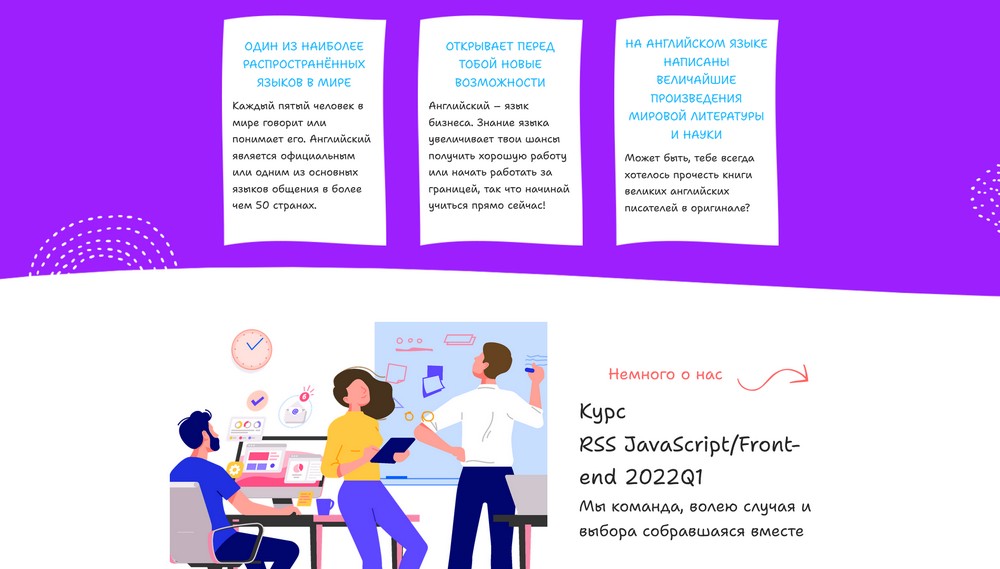 ОДИН ИЗ НАИБОЛЕЕ
РАСПРОСТРАНЁННЫХ
ЯЗЫКОВ В МИРЕ
Каждый пятый человек в
мире говорит или
понимает его. Английский
является официальным
или одним из основных
языков общения в более
чем 50 странах.
ОТКРЫВАЕТ ПЕРЕД
ТОБОЙ НОВЫЕ
ВОЗМОЖНОСТИ
Английский – язык
бизнеса. Знание языка
увеличивает твои шансы
получить хорошую работу
или начать работать за
границей, так что начинай
учиться прямо сейчас!
НА АНГЛИЙСКОМ ЯЗЫКЕ
НАПИСАНЫ
ВЕЛИЧАЙШИЕ
ПРОИЗВЕДЕНИЯ
МИРОВОЙ ЛИТЕРАТУРЫ
И НАУКИ
Может быть, тебе всегда
хотелось прочесть книги
великих английских
писателей в оригинале?
Немного о нас
Курс
RSS JavaScript/Front-
end 2022Q1
Мы команда, волею случая и
выбора собравшаяся вместе